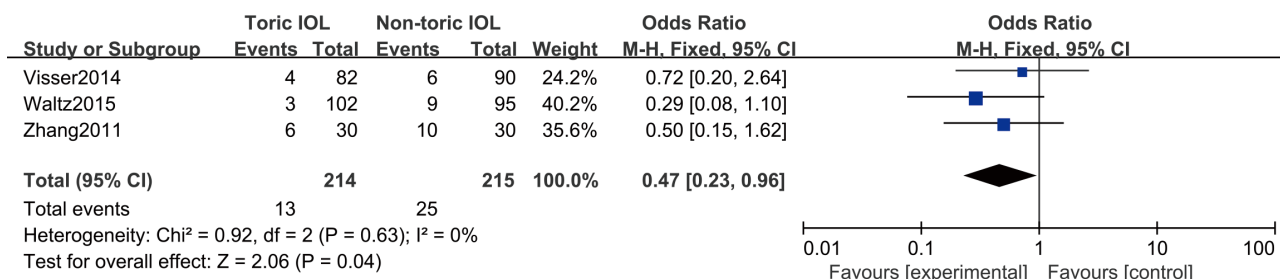 Toric IOL Non-toric IOL Odds Ratio Odds Ratio
Study or Subgroup Events Total Events Total Weight M-H, Fixed, 95% CI M-H, Fixed, 95% CI
Visser2014 4 82 6 90 24.2% 0.72 [0.20, 2.64]
Waltz2015 3 102 9 95 40.2% 0.29 [0.08, 1.10]
Zhang2011 6 30 10 30 35.6% 0.50 [0.15, 1.62]
Total (95% CI) 214 215 100.0% 0.47 [0.23, 0.96]
Total events 13 25
Heterogeneity: Chi² = 0.92, df = 2 (P = 0.63); I² = 0%
Test for overall effect: Z = 2.06 (P = 0.04)
0.01 0.1 1 10 100
Favours [experimental] Favours [control]